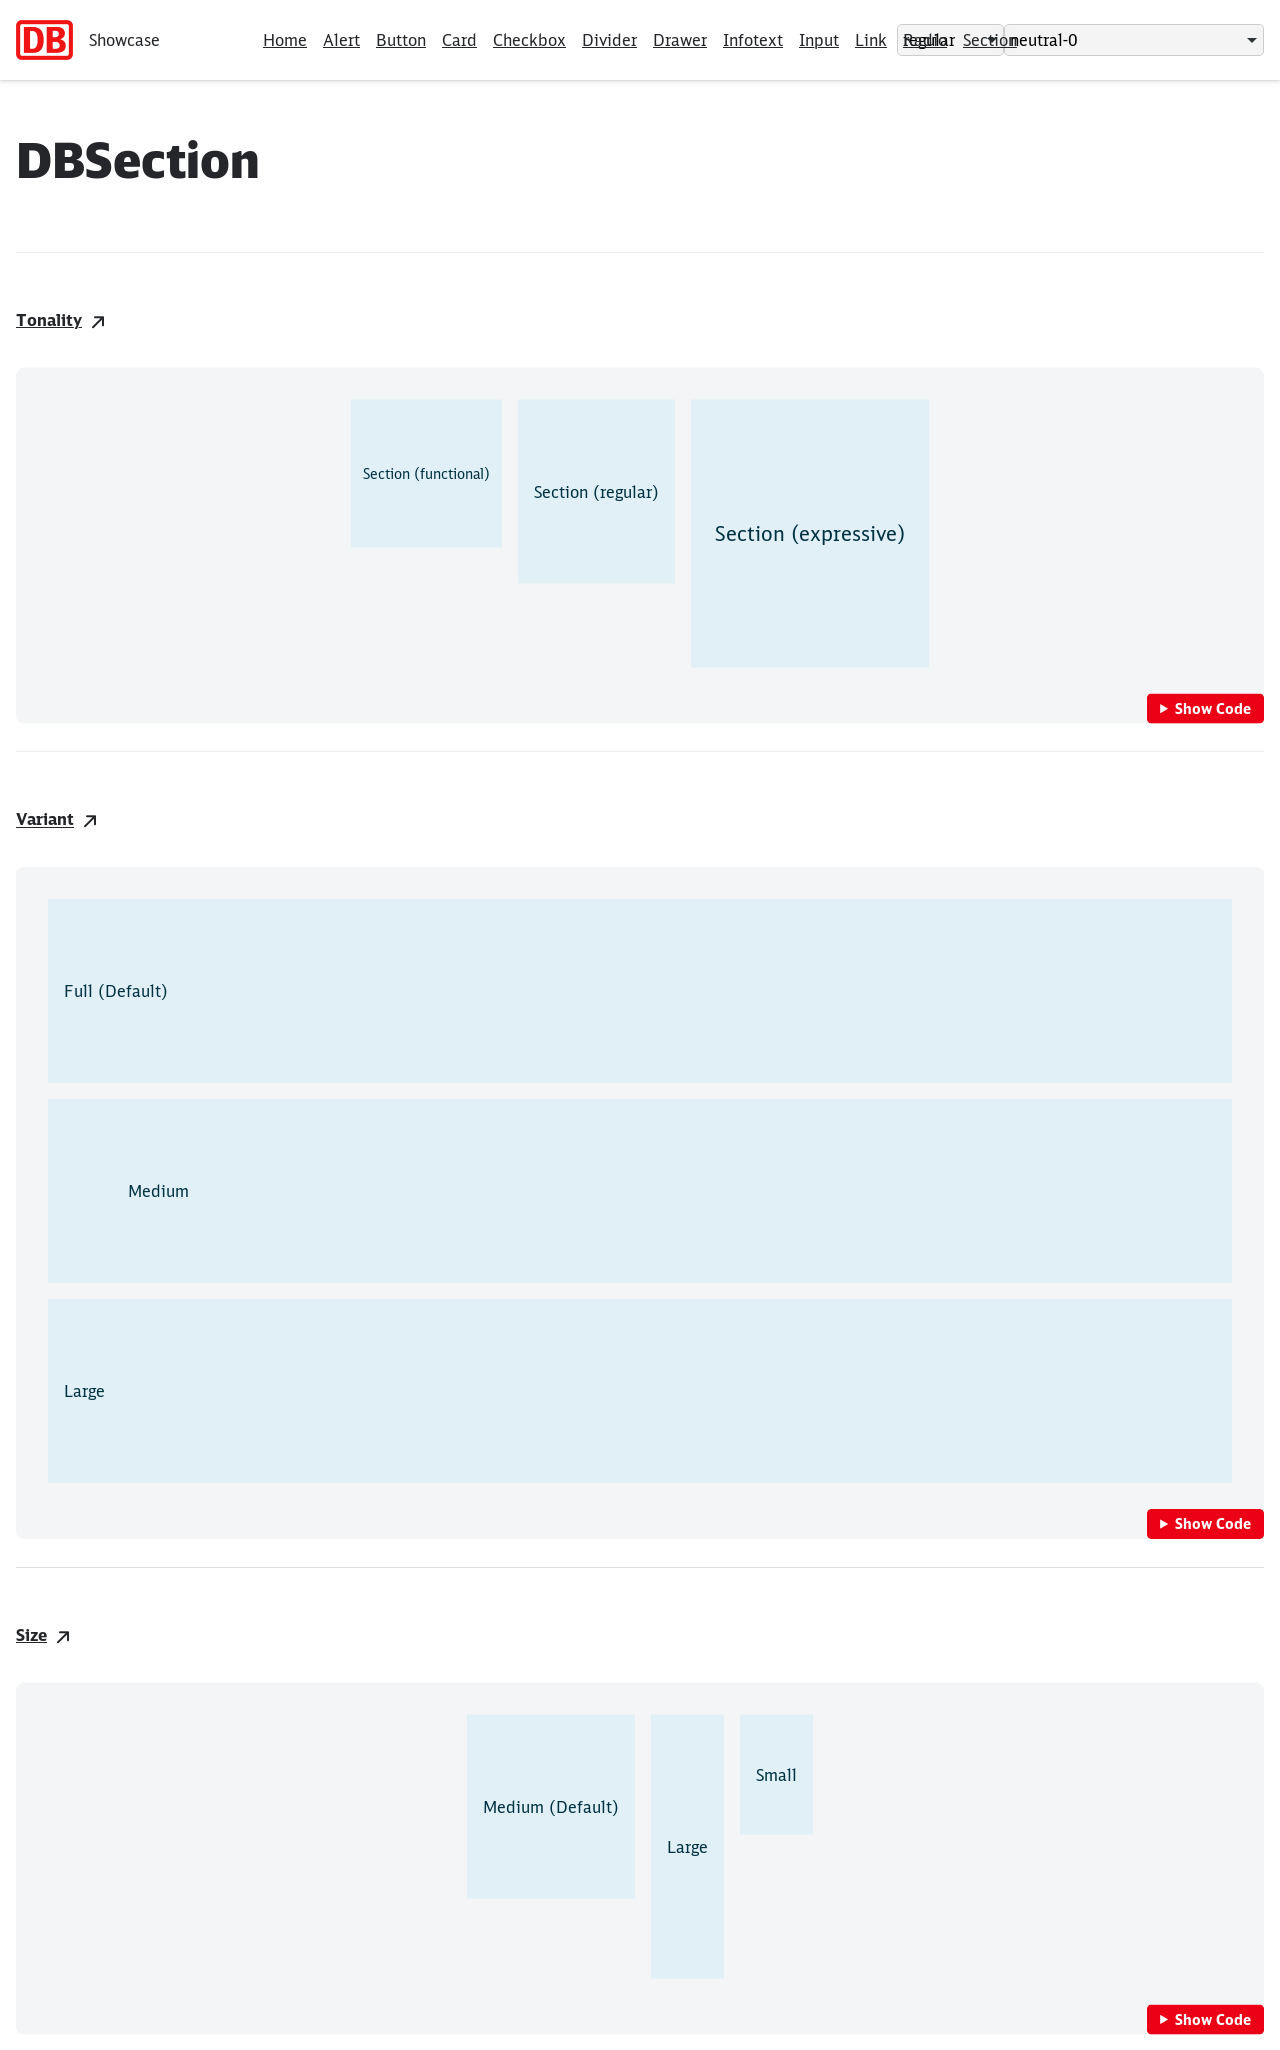 DB Showcase Home Alert Button Card Checkbox Divider Drawer Infotext Input Link Radio regular Section neutral-0
DBSection
Tonality
Section (functional)
Section (regular)
Section (expressive)
Show Code
Variant
Full (Default)
Medium
Large
Show Code
Size
Small
Medium (Default)
Large
Show Code